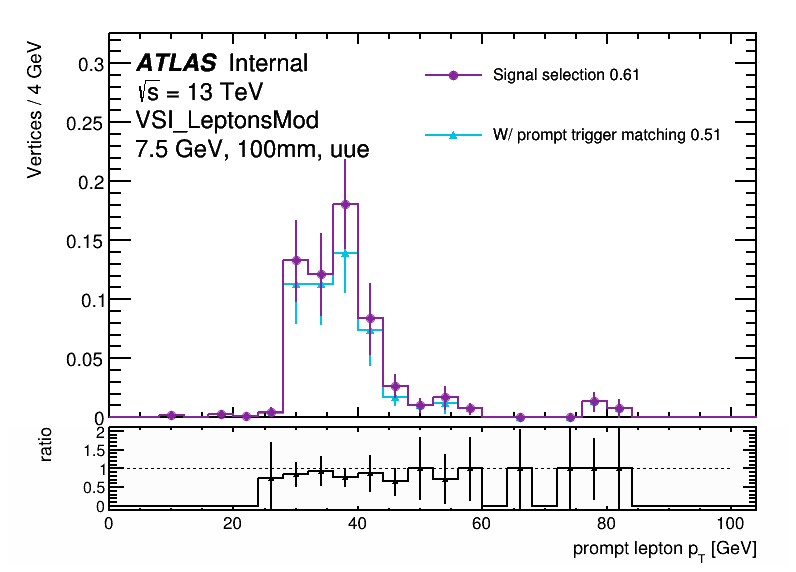 ATLAS Internal
√s = 13 TeV
VSI_LeptonsMod
7.5 GeV, 100mm, uue
Signal selection 0.61
W/ prompt trigger matching 0.51
Vertices / 4 GeV
0.3
0.25
0.2
0.15
0.1
0.05
0
ratio
2
1.5
1
0.5
0
0 20 40 60 80 100
prompt lepton pT [GeV]